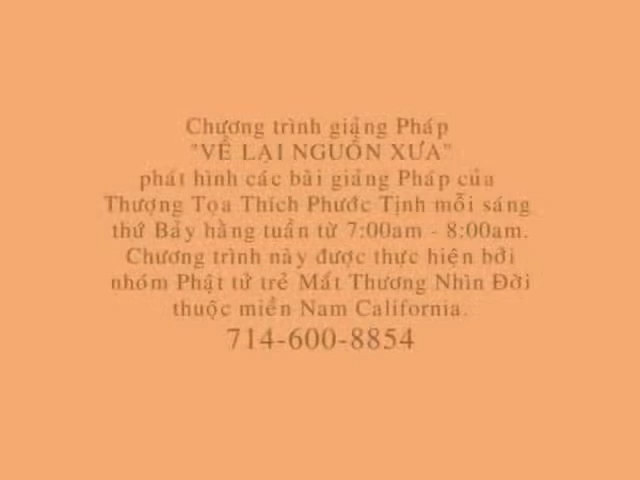 Chương trình giảng Pháp
"VỀ LẠI NGUỒN XƯA"
phát hình các bài giảng Pháp của
Thượng Tọa Thích Phước Tịnh mỗi sáng
thứ Bảy hằng tuần từ 7:00am - 8:00am.
Chương trình này được thực hiện bởi
nhóm Phật tử trẻ Mắt Thương Nhìn Đời
thuộc miền Nam California.
714-600-8854